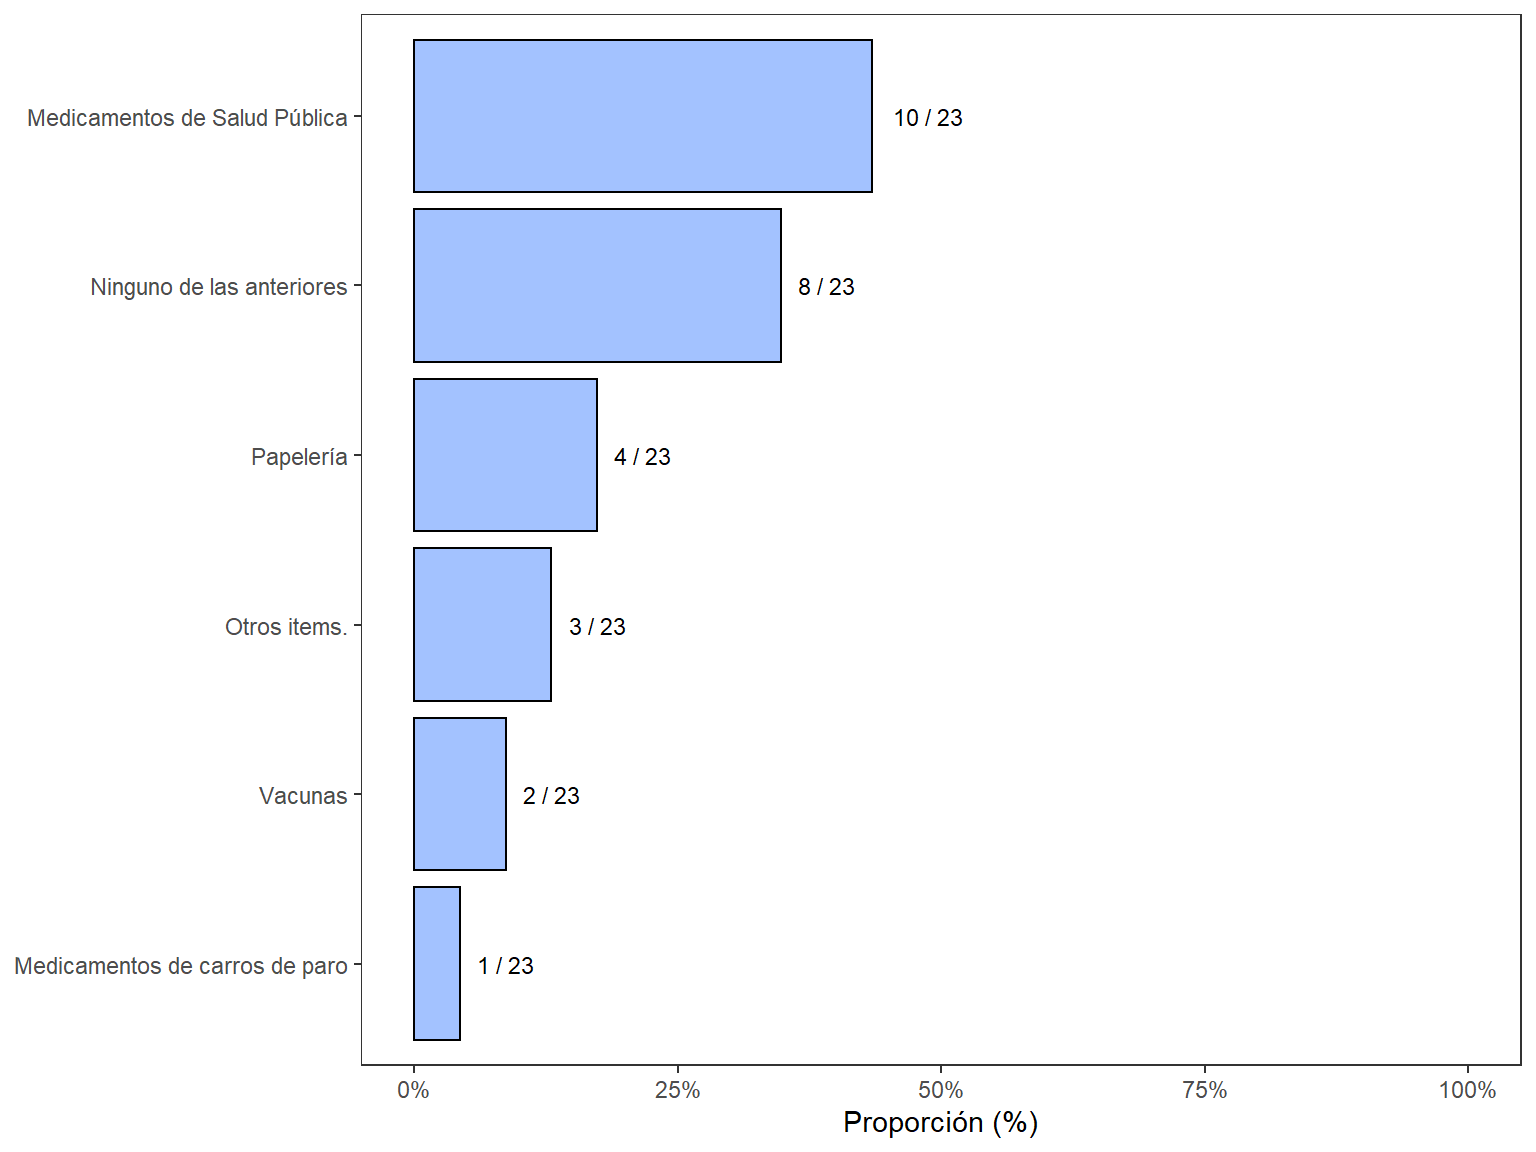 Medicamentos de Salud Pública
10 / 23
Ninguno de las anteriores
8 / 23
Papelería
4 / 23
Otros items.
3 / 23
Vacunas
2 / 23
Medicamentos de carros de paro
1 / 23
0% 25% 50% 75% 100%
Proporción (%)